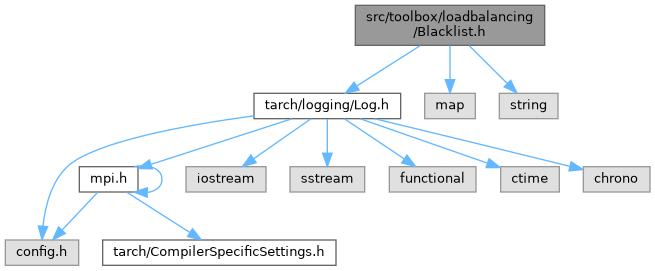 src/toolbox/loadbalancing
/Blacklist.h
tarch/logging/Log.h
map
string
mpi.h
iostream
sstream
functional
ctime
chrono
config.h
tarch/CompilerSpecificSettings.h